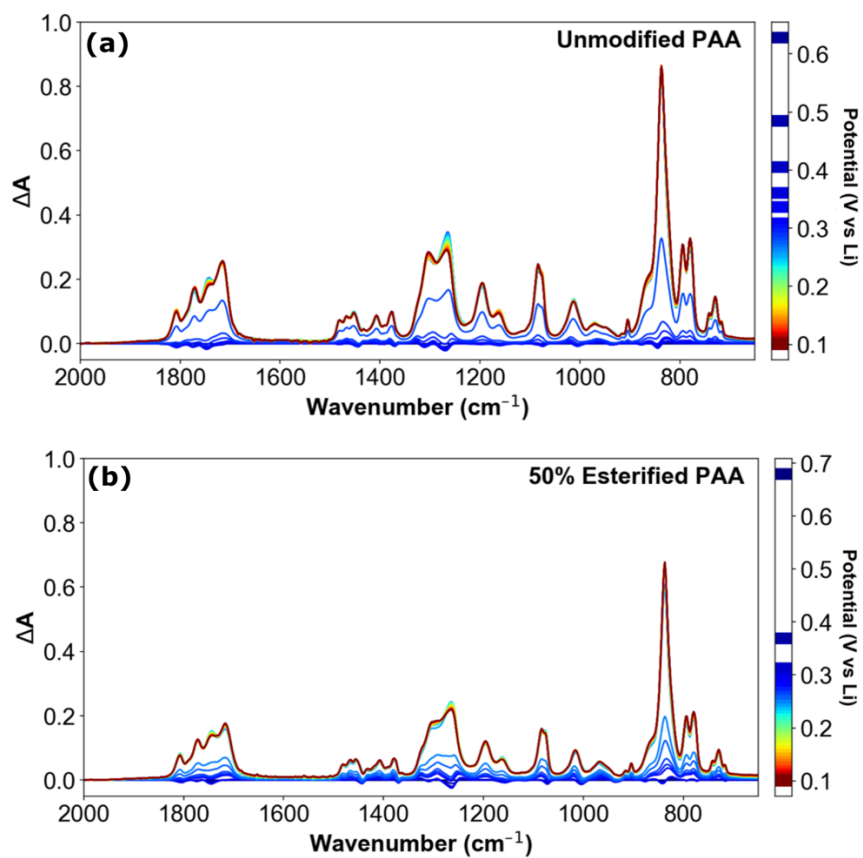 (a)
Unmodified PAA
1.0
0.8
0.6
0.4
0.2
0.0
ΔA
2000 1800 1600 1400 1200 1000 800
Wavenumber (cm⁻¹)
0.6
0.5
0.4
0.3
0.2
0.1
Potential (V vs Li)
(b)
50% Esterified PAA
1.0
0.8
0.6
0.4
0.2
0.0
ΔA
2000 1800 1600 1400 1200 1000 800
Wavenumber (cm⁻¹)
0.7
0.6
0.5
0.4
0.3
0.2
0.1
Potential (V vs Li)